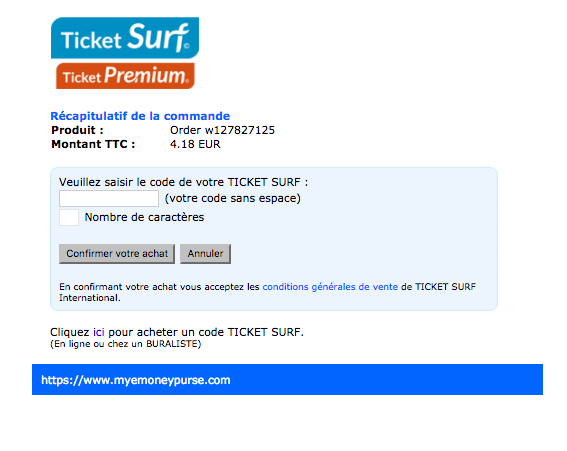 Ticket Surf©
Ticket Premium
Récapitulatif de la commande
Produit : Order w127827125
Montant TTC : 4.18 EUR
Veuillez saisir le code de votre TICKET SURF :
(votre code sans espace)
Nombre de caractères
Confirmer votre achat Annuler
En confirmant votre achat vous acceptez les conditions générales de vente de TICKET SURF
International.
Cliquez ici pour acheter un code TICKET SURF.
(En ligne ou chez un BURALISTE)
https://www.myemoneypurse.com